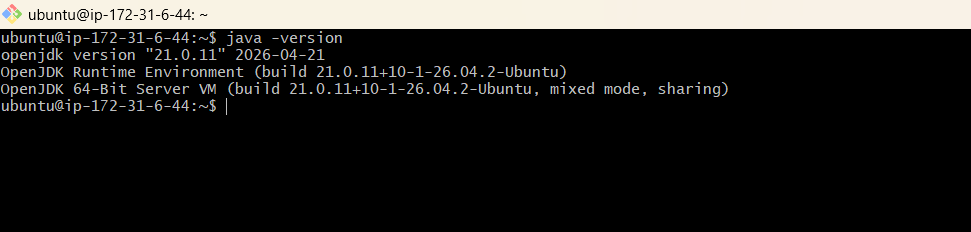 ubuntu@ip-172-31-6-44: ~
ubuntu@ip-172-31-6-44:~$ java -version
openjdk version "21.0.11" 2026-04-21
OpenJDK Runtime Environment (build 21.0.11+10-1-26.04.2-Ubuntu)
OpenJDK 64-Bit Server VM (build 21.0.11+10-1-26.04.2-Ubuntu, mixed mode, sharing)
ubuntu@ip-172-31-6-44:~$